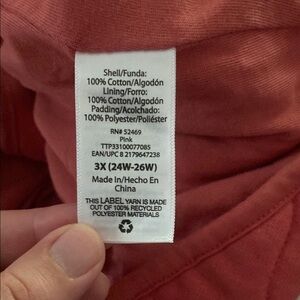 Shell/Funda:
100% Cotton/Algodón
Lining/Forro:
100% Cotton/Algodón
Padding/Acolchado:
100% Polyester/Poliéster
RN# 52469
Pink
TTP33100077085
EAN/UPC 8 2179647238
3X (24W-26W)
Made In/Hecho En
China
THIS LABEL YARN IS MADE
OUT OF 100% RECYCLED
POLYESTER MATERIALS